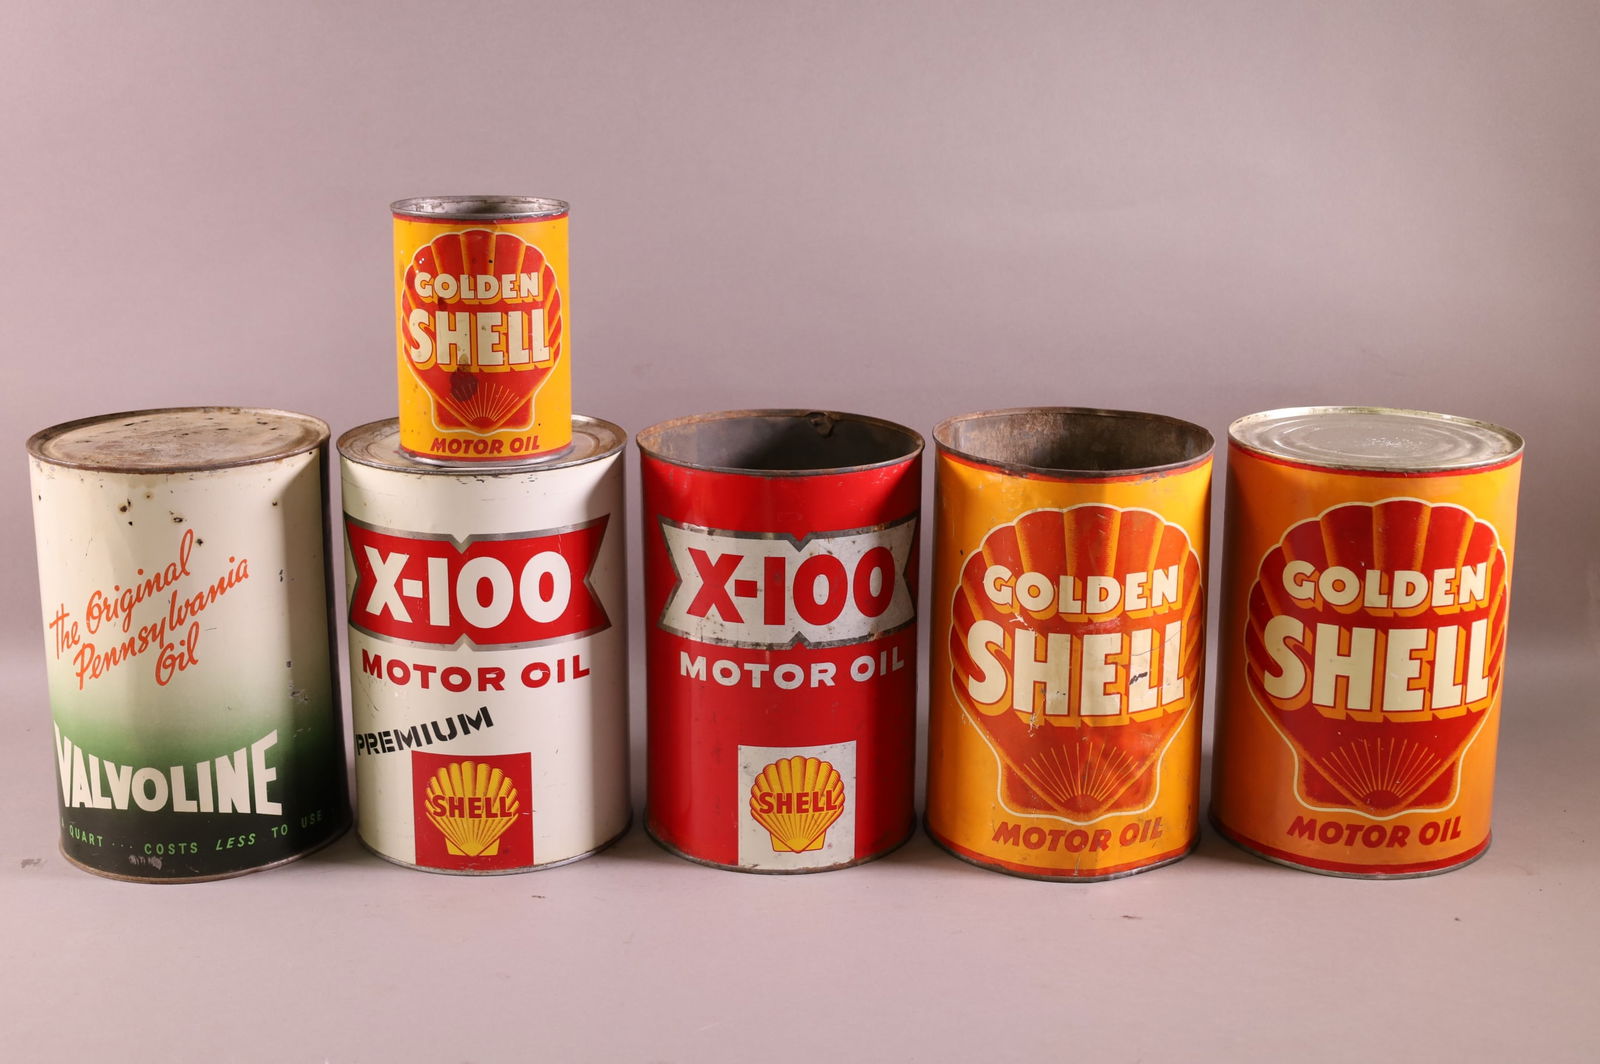 GOLDEN
SHELL
MOTOR OIL
the Original
Pennsylvania
Oil
VALVOLINE
QUART ... COSTS LESS TO USE
X-100
MOTOR OIL
PREMIUM
SHELL
X-100
MOTOR OIL
SHELL
GOLDEN
SHELL
MOTOR OIL
GOLDEN
SHELL
MOTOR OIL